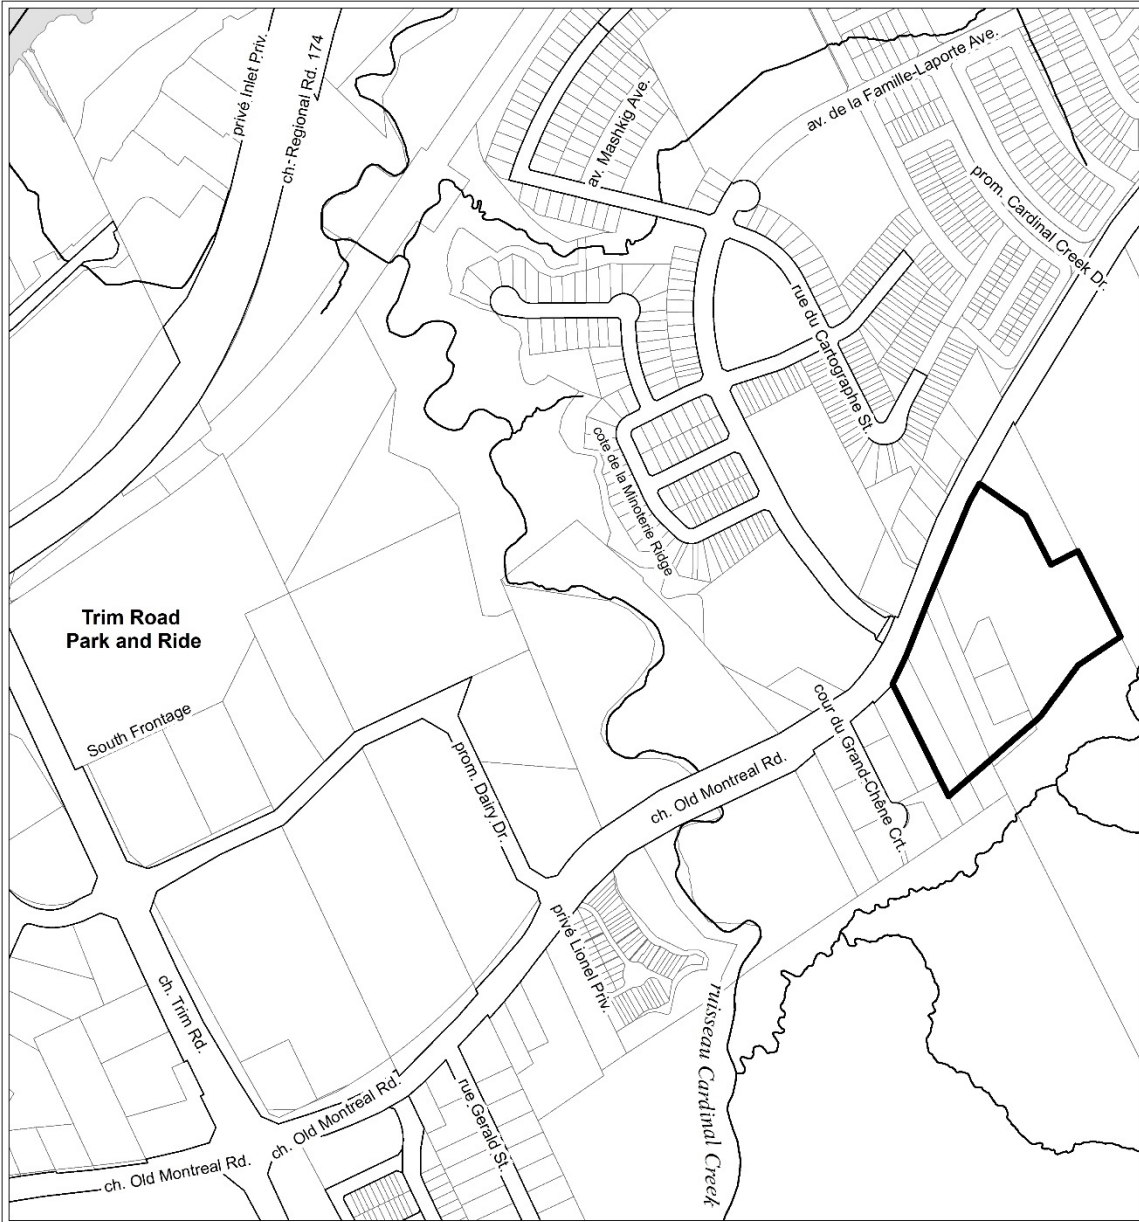 privé Inlet Priv.
ch. Regional Rd. 174
av. Mashkig Ave.
av. de la Famille-Laporte Ave.
prom. Cardinal Creek Dr.
rue du Cartographe St.
cote de la Minoterie Ridge
Trim Road
Park and Ride
South Frontage
prom. Dairy Dr.
ch. Old Montreal Rd.
cour du Grand-Chêne Crt.
privé Lionel Priv.
ch. Trim Rd.
ruisseau Cardinal Creek
rue Gerald St.
ch. Old Montreal Rd.
ch. Old Montreal Rd.